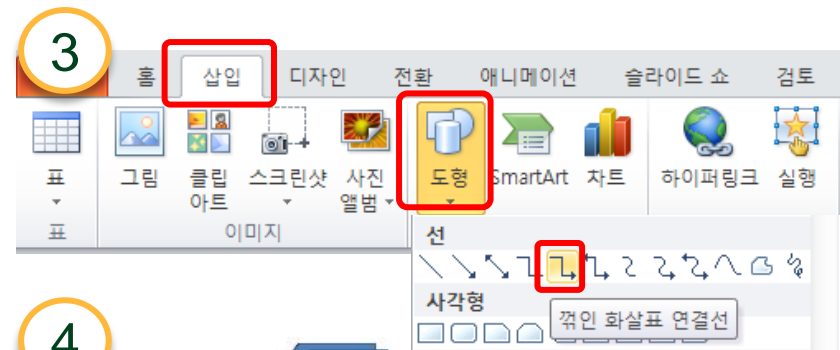 3
홈 삽입 디자인 전환 애니메이션 슬라이드 쇼 검토
표 그림 클립 아트 스크린샷 사진 앨범 도형 SmartArt 차트 하이퍼링크 실행
표 이미지
선
사각형
꺾인 화살표 연결선
4